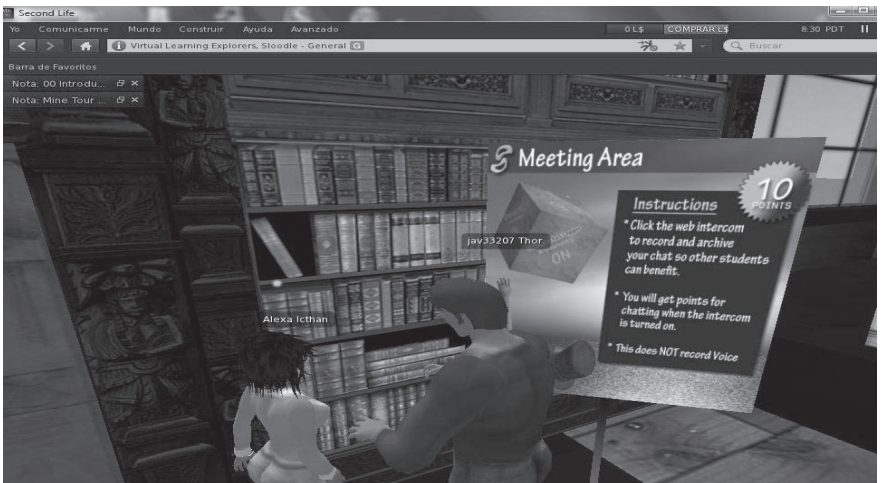 Second Life
Yo Comunicarme Mundo Construir Ayuda Avanzado 0 L$ COMPRAR L$ 8:30 PDT
Virtual Learning Explorers, Sloodle - General G
Buscar
Barra de Favoritos
Nota: 00 Introdu...
Nota: Mine Tour ...
Meeting Area
10
POINTS
Instructions
* Click the web intercom
to record and archive
your chat so other students
can benefit.
* You will get points for
chatting when the intercom
is turned on.
* This does NOT record Voice
jav33207 Thor
ON
Alexa Icthan